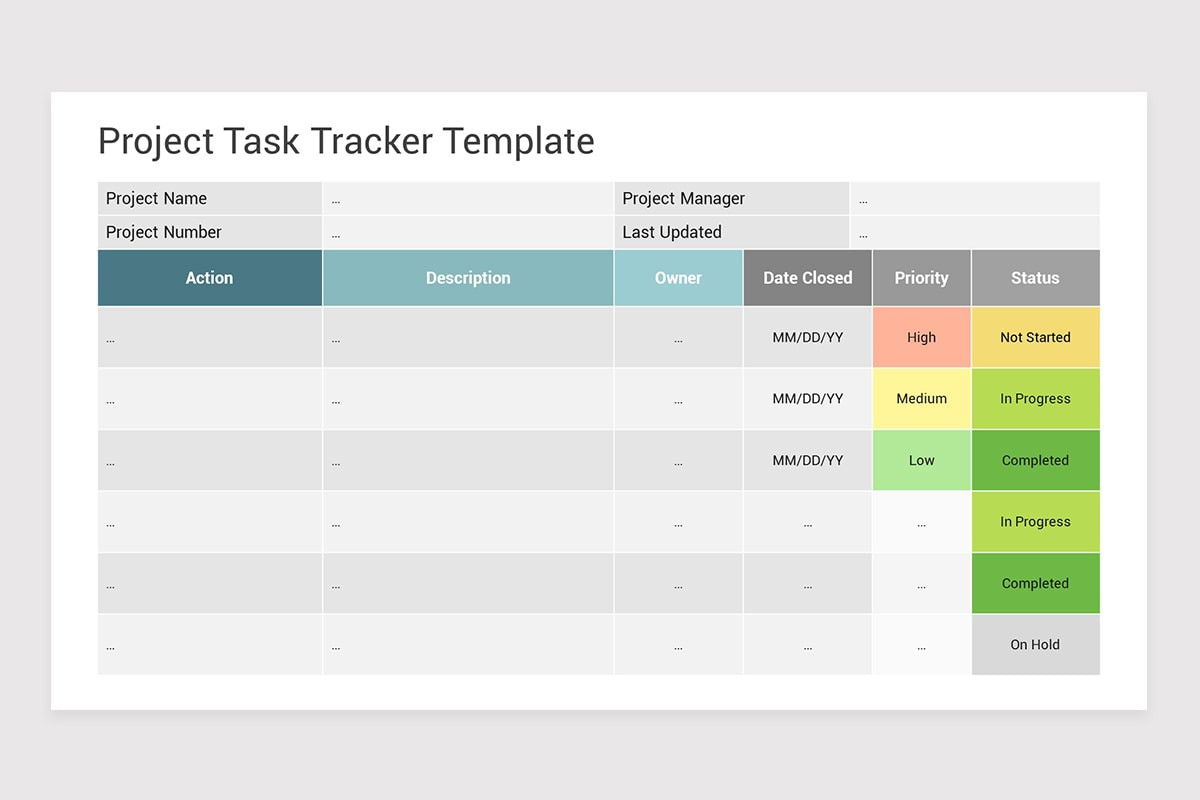 Project Task Tracker Template
Project Name ... Project Manager ...
Project Number ... Last Updated ...
Action Description Owner Date Closed Priority Status
... ... ... MM/DD/YY High Not Started
... ... ... MM/DD/YY Medium In Progress
... ... ... MM/DD/YY Low Completed
... ... ... ... ... In Progress
... ... ... ... ... Completed
... ... ... ... ... On Hold